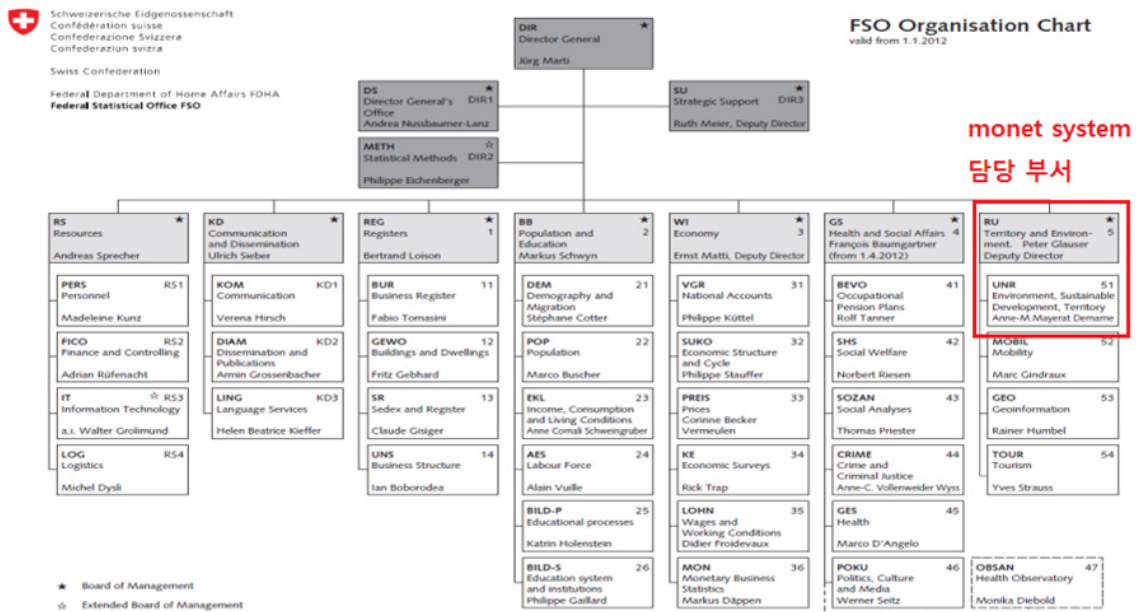 Schweizerische Eidgenossenschaft
Confédération suisse
Confederazione Svizzera
Confederaziun svizra
Swiss Confederation
Federal Department of Home Affairs FDHA
Federal Statistical Office FSO
FSO Organisation Chart
valid from 1.1.2012
DIR ★
Director General
Jürg Marti
DS ★
Director General's DIR1
Office
Andrea Nussbaumer-Lanz
SU ★
Strategic Support DIR3
Ruth Meier, Deputy Director
METH ☆
Statistical Methods DIR2
Philippe Eichenberger
monet system
담당 부서
RS ★
Resources
Andreas Sprecher
PERS RS1
Personnel
Madeleine Kunz
FICO RS2
Finance and Controlling
Adrian Rüfenacht
IT ☆ RS3
Information Technology
a.i. Walter Grolimund
LOG RS4
Logistics
Michel Dysli
KD ★
Communication
and Dissemination
Ulrich Sieber
KOM KD1
Communication
Verena Hirsch
DIAM KD2
Dissemination and
Publications
Armin Grossenbacher
LING KD3
Language Services
Helen Beatrice Kieffer
REG ★
Registers 1
Bertrand Loison
BUR 11
Business Register
Fabio Tomasini
GEWO 12
Buildings and Dwellings
Fritz Gebhard
SR 13
Sedex and Register
Claude Gisiger
UNS 14
Business Structure
Ian Boborodea
BB ★
Population and 2
Education
Markus Schwyn
DEM 21
Demography and
Migration
Stéphane Cotter
POP 22
Population
Marco Buscher
EKL 23
Income, Consumption
and Living Conditions
Anne Cornali Schweingruber
AES 24
Labour Force
Alain Vuille
BILD-P 25
Educational processes
Katrin Holenstein
BILD-S 26
Education system
and institutions
Philippe Gaillard
WI ★
Economy 3
Ernst Matti, Deputy Director
VGR 31
National Accounts
Philippe Küttel
SUKO 32
Economic Structure
and Cycle
Philippe Stauffer
PREIS 33
Prices
Corinne Becker
Vermeulen
KE 34
Economic Surveys
Rick Trap
LOHN 35
Wages and
Working Conditions
Didier Froidevaux
MON 36
Monetary Business
Statistics
Markus Däppen
GS ★
Health and Social Affairs 4
François Baumgartner
(from 1.4.2012)
BEVO 41
Occupational
Pension Plans
Rolf Tanner
SHS 42
Social Welfare
Norbert Riesen
SOZAN 43
Social Analyses
Thomas Priester
CRIME 44
Crime and
Criminal Justice
Anne-C. Vollenweider Wyss
GES 45
Health
Marco D'Angelo
POKU 46
Politics, Culture
and Media
Werner Seitz
OBSAN 47
Health Observatory
Monika Diebold
RU ★
Territory and Environ- 5
ment. Peter Glauser
Deputy Director
UNR 51
Environment, Sustainable
Development, Territory
Anne-M.Mayerat Demarne
MOBIL 52
Mobility
Marc Gindraux
GEO 53
Geoinformation
Rainer Humbel
TOUR 54
Tourism
Yves Strauss
★ Board of Management
☆ Extended Board of Management